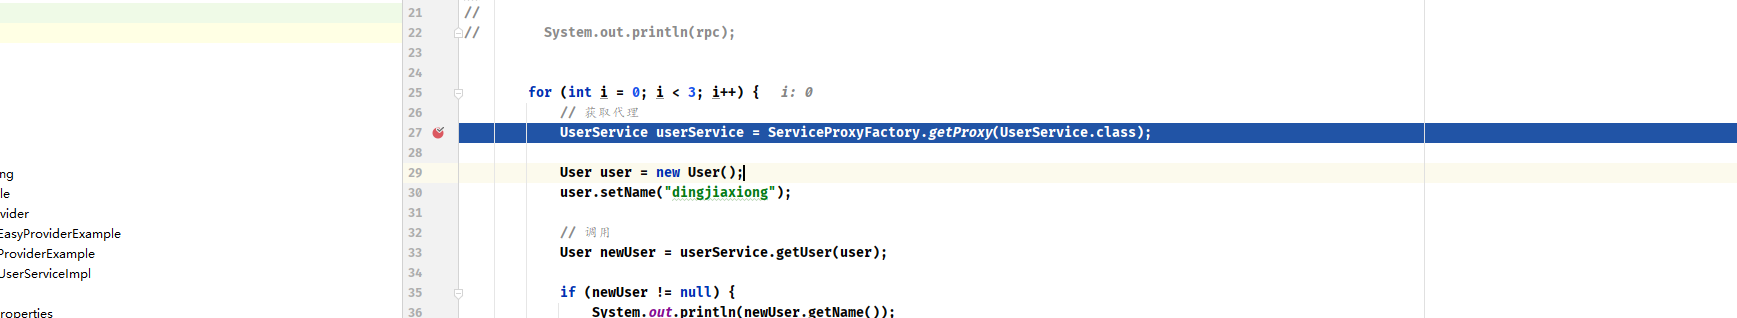 21 //
22 //        System.out.println(rpc);
23
24
25 for (int i = 0; i < 3; i++) {   i: 0
26 // 获取代理
27 UserService userService = ServiceProxyFactory.getProxy(UserService.class);
28
ng
29 User user = new User();
le
30 user.setName("dingjiaxiong");
vider
31
EasyProviderExample
32 // 调用
ProviderExample
33 User newUser = userService.getUser(user);
UserServiceImpl
34
35 if (newUser != null) {
roperties
36 System.out.println(newUser.getName());